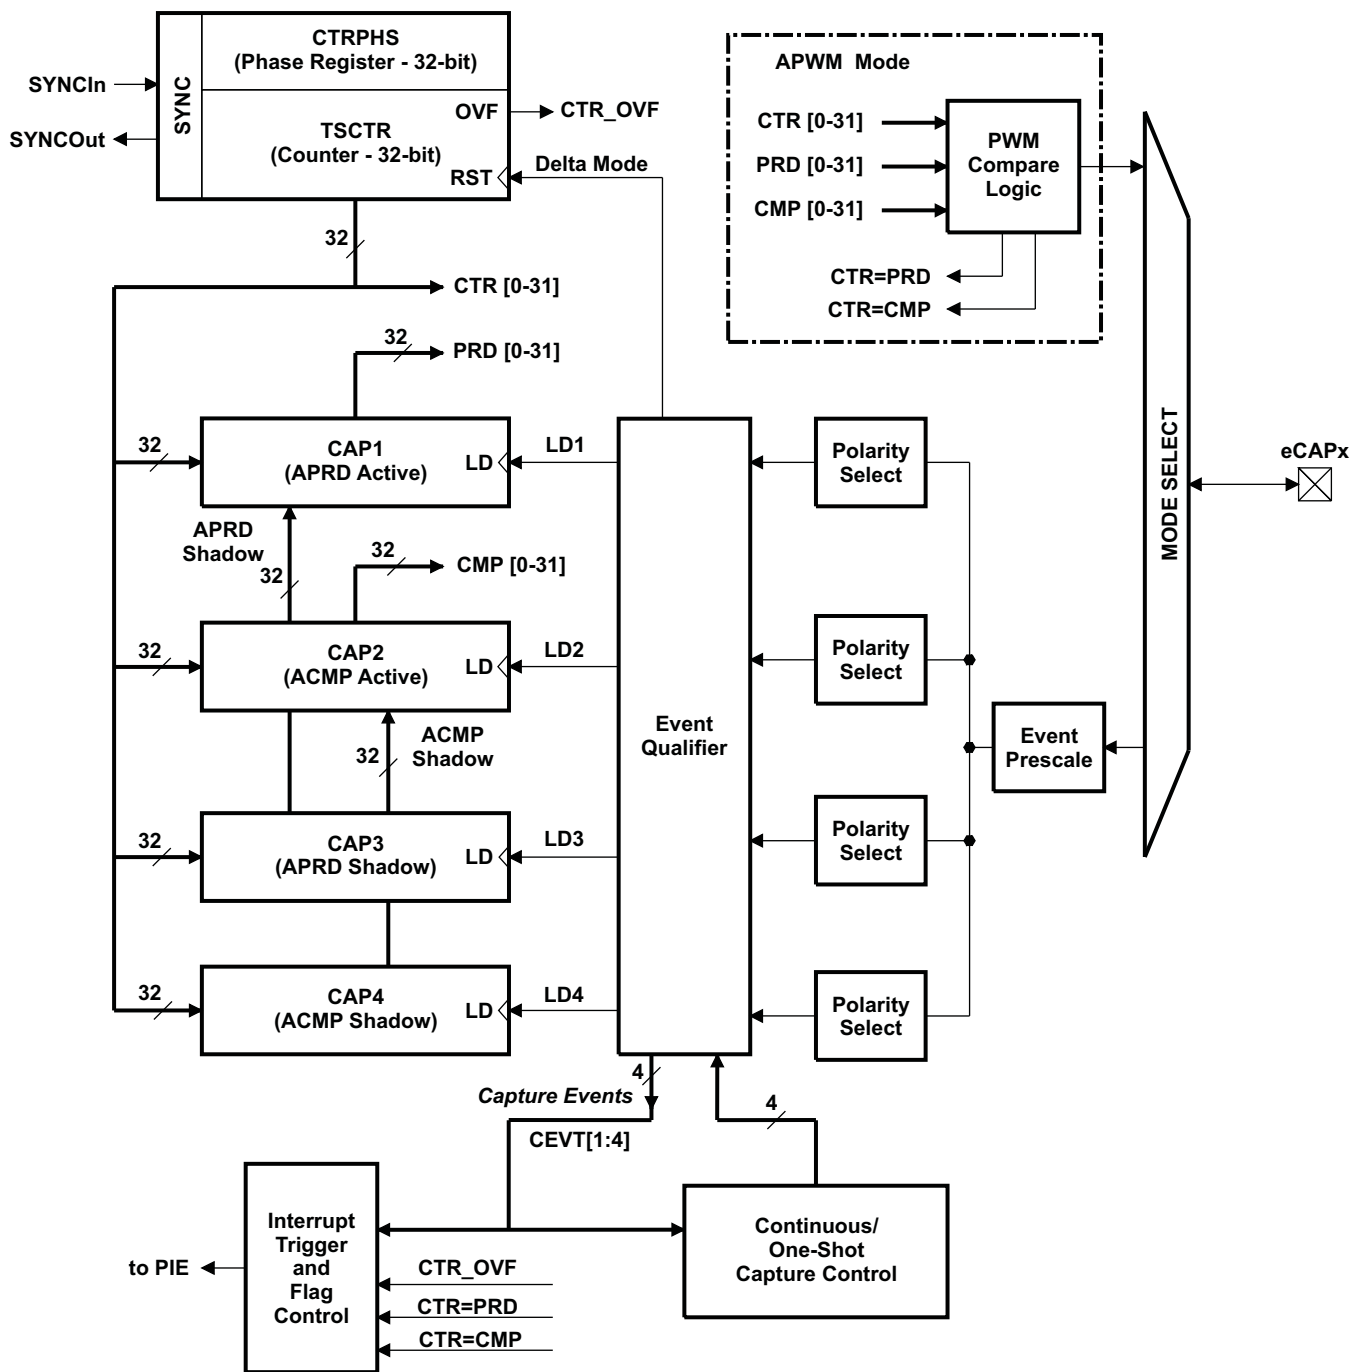 CTRPHS
(Phase Register - 32-bit)
APWM Mode
SYNC
SYNCIn
OVF
CTR_OVF
SYNCOut
TSCTR
(Counter - 32-bit)
RST
Delta Mode
CTR [0-31]
PRD [0-31]
CMP [0-31]
PWM
Compare
Logic
CTR=PRD
CTR=CMP
32
CTR [0-31]
32
PRD [0-31]
32
CAP1
(APRD Active)
LD
LD1
Polarity
Select
MODE SELECT
eCAPx
APRD
Shadow
32
32
CMP [0-31]
32
CAP2
(ACMP Active)
LD
LD2
Polarity
Select
32
ACMP
Shadow
Event
Qualifier
Event
Prescale
32
CAP3
(APRD Shadow)
LD
LD3
Polarity
Select
32
CAP4
(ACMP Shadow)
LD
LD4
Polarity
Select
4
Capture Events
CEVT[1:4]
4
Interrupt
Trigger
and
Flag
Control
to PIE
CTR_OVF
CTR=PRD
CTR=CMP
Continuous/
One-Shot
Capture Control